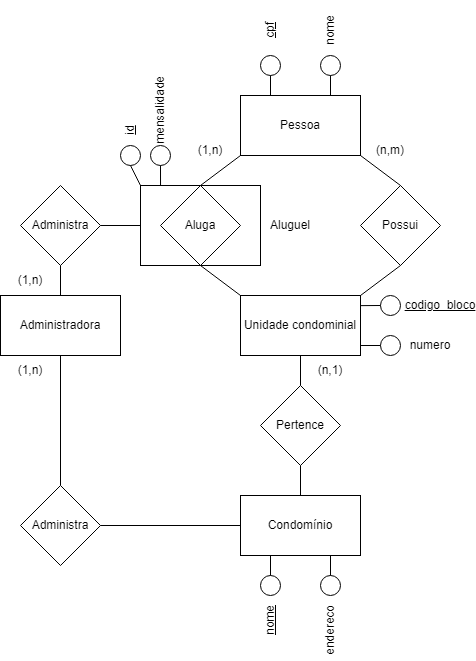 cpf
nome
Pessoa
id
mensalidade
(1,n)
(n,m)
Administra
Aluga
Aluguel
Possui
(1,n)
Administradora
Unidade condominial
codigo_bloco
numero
(1,n)
(n,1)
Pertence
Administra
Condomínio
nome
endereco